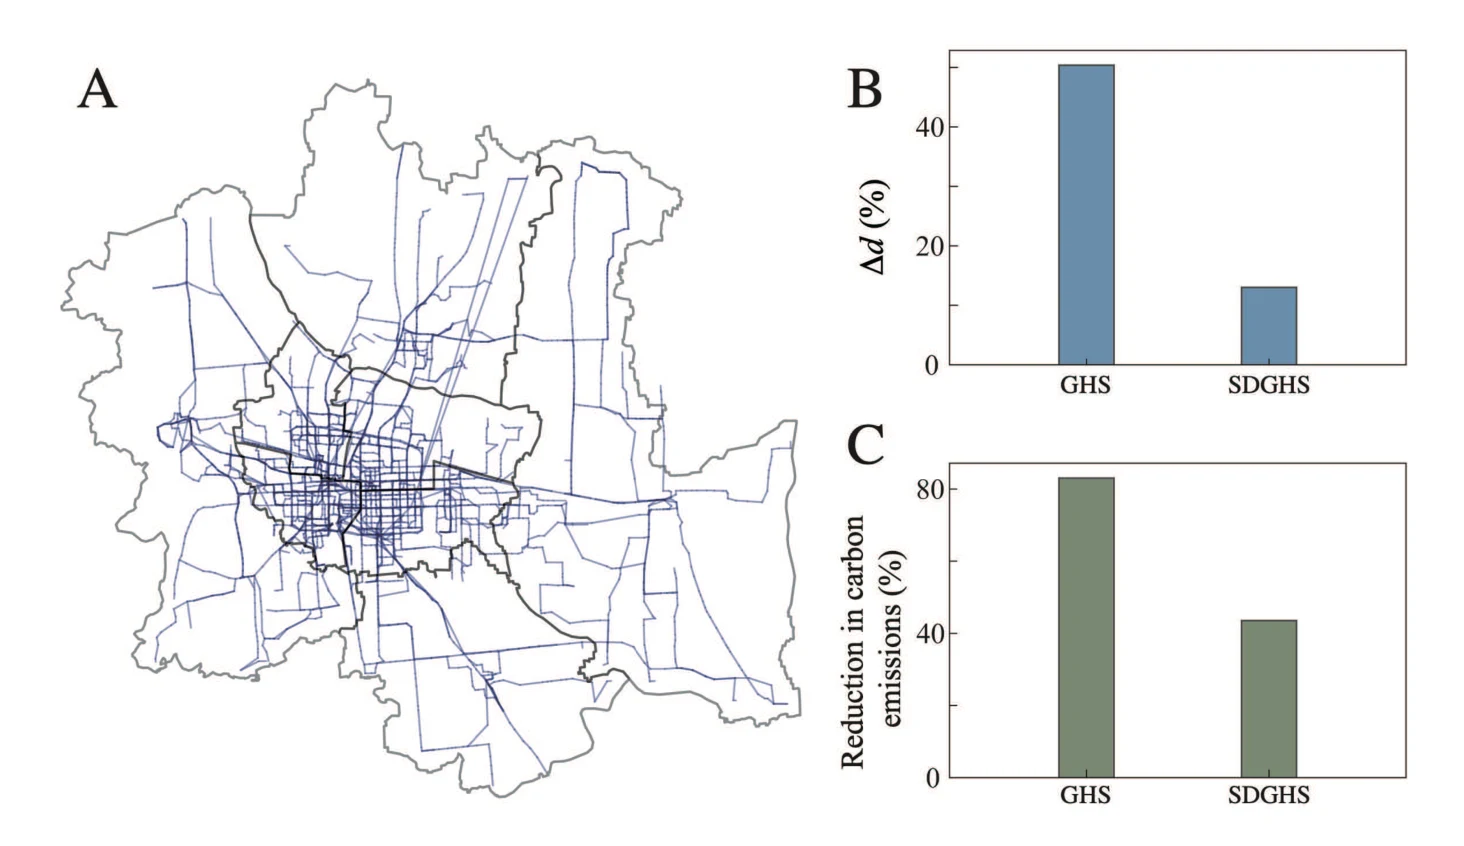 A
B
Δd (%)
40
20
0
GHS SDGHS
C
Reduction in carbon
emissions (%)
80
40
0
GHS SDGHS